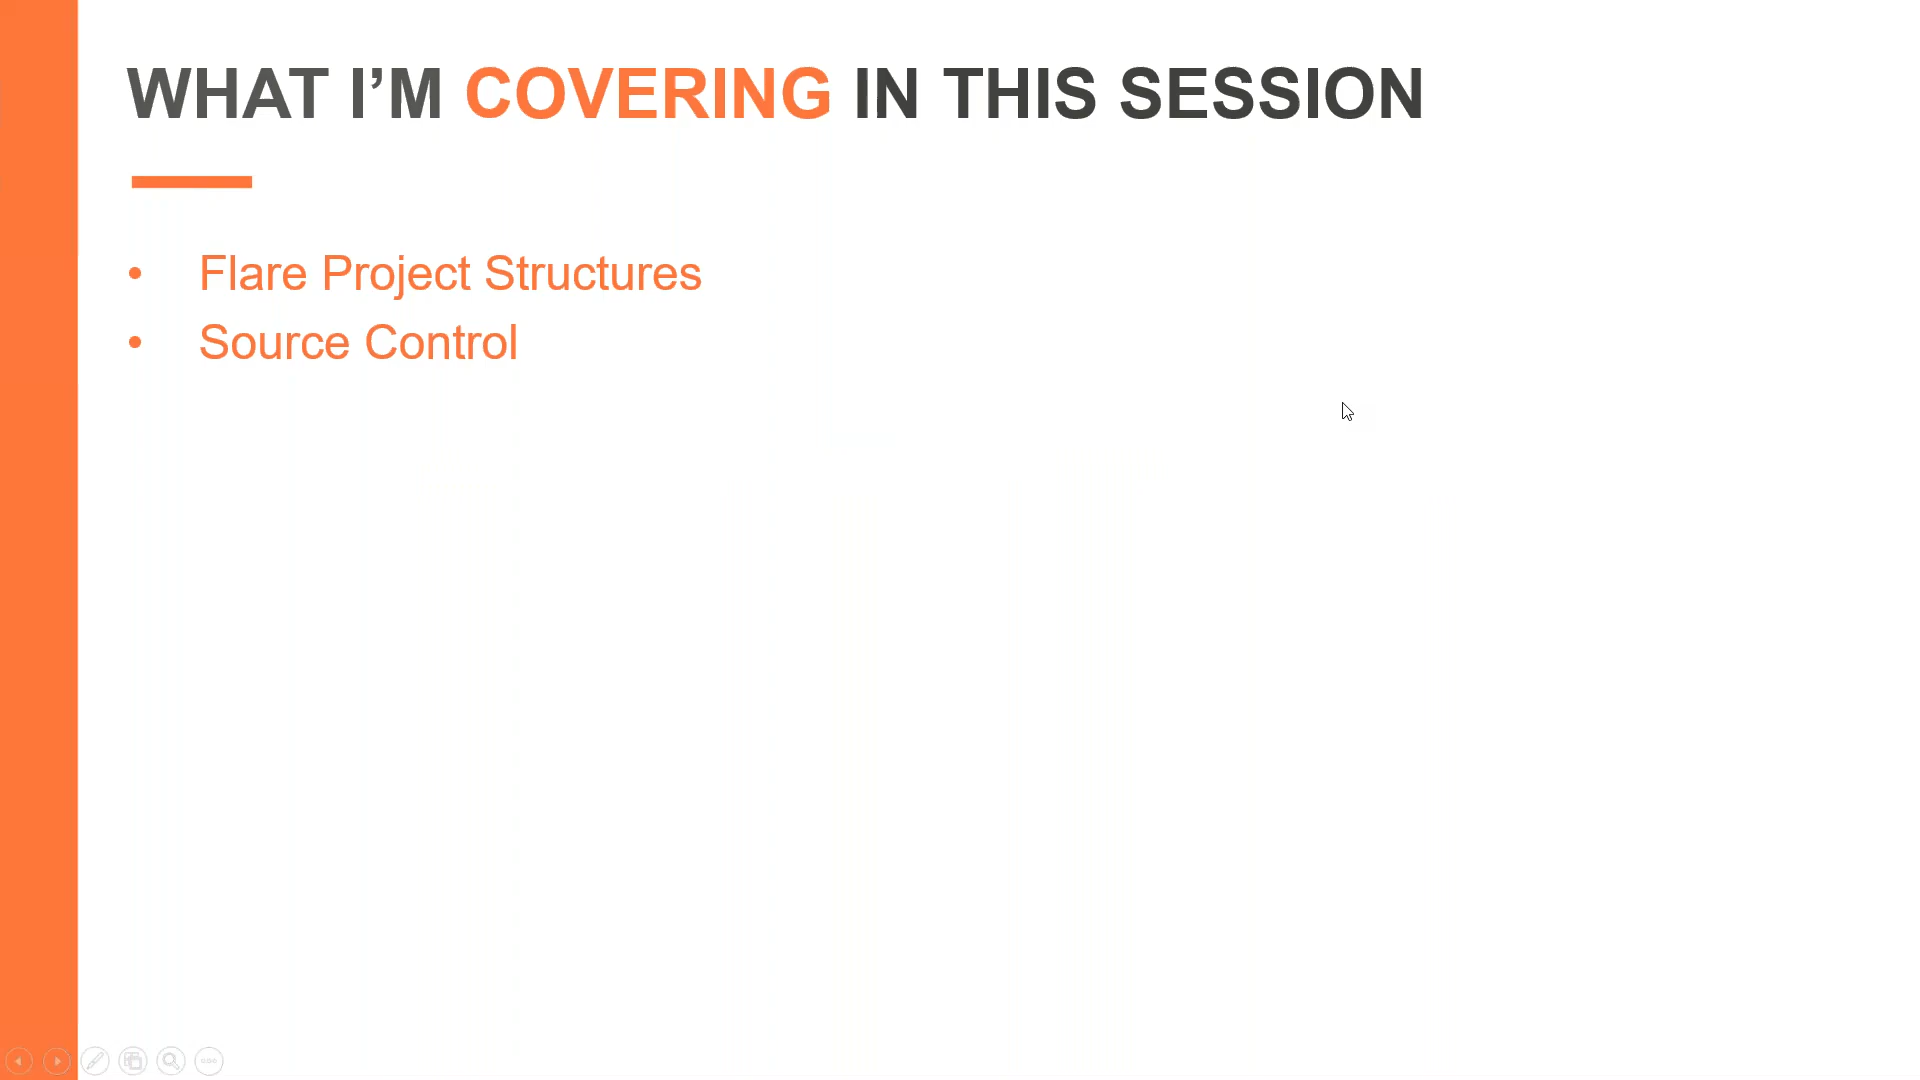 WHAT I’M COVERING IN THIS SESSION
• Flare Project Structures
• Source Control